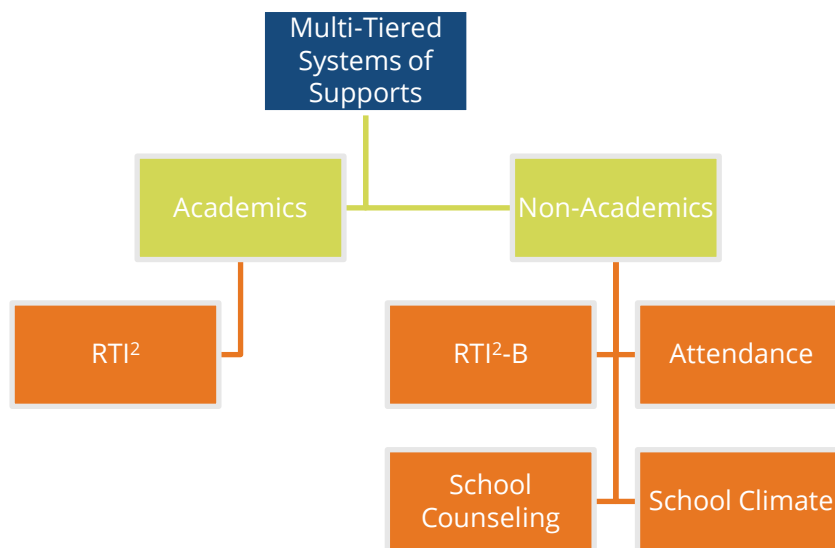 Multi-Tiered
Systems of
Supports
Academics
Non-Academics
RTI²
RTI²-B
Attendance
School
Counseling
School Climate